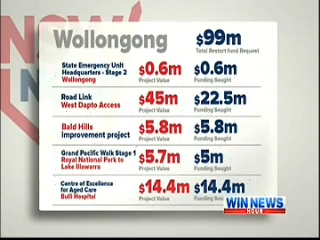 Wollongong
$99m
Total Restart fund Request
State Emergency Unit
Headquarters - Stage 2
Wollongong
$0.6m
Project Value
$0.6m
Funding Sought
Road Link
West Dapto Access
$45m
Project Value
$22.5m
Funding Sought
Bald Hills
improvement project
$5.8m
Project Value
$5.8m
Funding Sought
Grand Pacific Walk Stage 1
Royal National Park to
Lake Illawarra
$5.7m
Project Value
$5m
Funding Sought
Centre of Excellence
for Aged Care
Bulli Hospital
$14.4m
Project Value
$14.4m
Funding Sought
WIN NEWS
HOUR